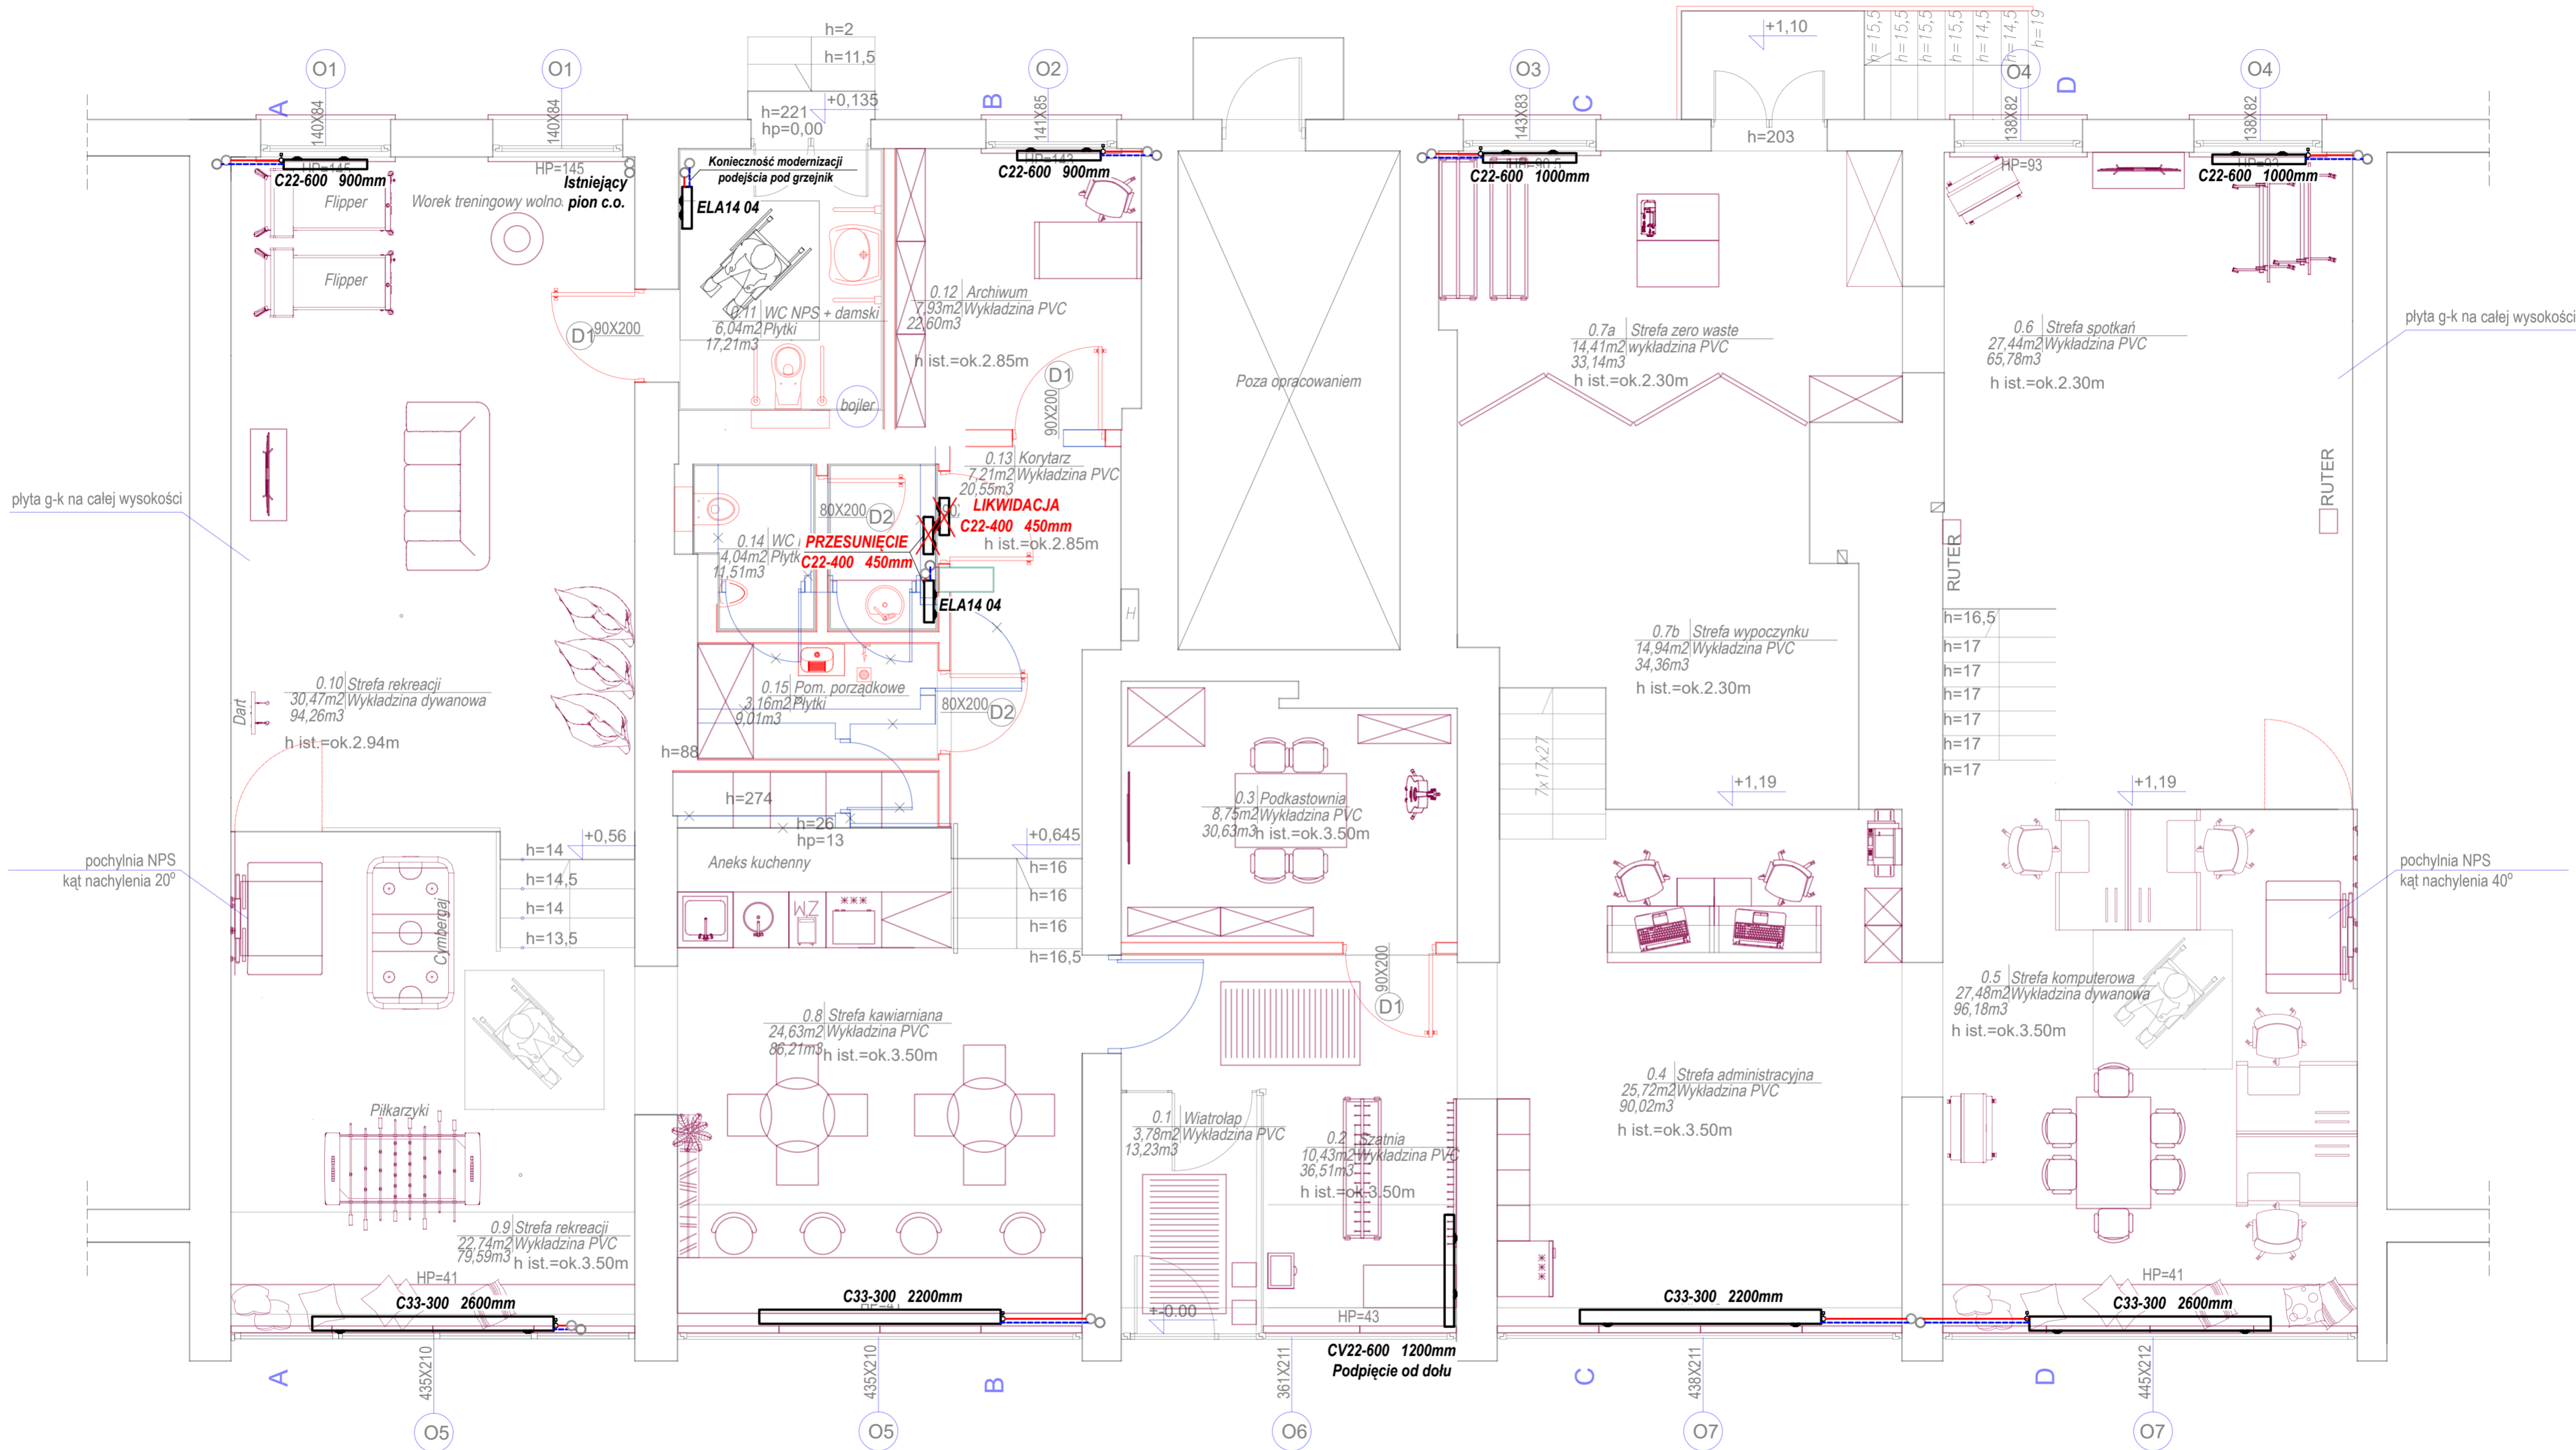 h=2
h=11,5
+1,10
h=15,5
h=15,5
h=15,5
h=15,5
h=14,5
h=14,5
h=19
O1
O1
O2
O3
O4
O4
A
B
C
D
140X84
140X84
141X85
143X83
138X82
138X82
+0,135
h=221
hp=0,00
h=203
HP=145
HP=145
HP=93
C22-600 900mm
Istniejący
pion c.o.
Konieczność modernizacji
podejścia pod grzejnik
ELA14 04
C22-600 900mm
C22-600 1000mm
C22-600 1000mm
Flipper
Worek treningowy wolno
Flipper
D1
90X200
0.11 WC NPS + damski
6,04m2 Płytki
17,21m3
bojler
0.12 Archiwum
7,93m2 Wykładzina PVC
22,60m3
h ist.=ok.2.85m
D1
90X200
Poza opracowaniem
0.7a Strefa zero waste
14,41m2 wykładzina PVC
33,14m3
h ist.=ok.2.30m
0.6 Strefa spotkań
27,44m2 Wykładzina PVC
65,78m3
h ist.=ok.2.30m
płyta g-k na całej wysokości
płyta g-k na całej wysokości
0.13 Korytarz
7,21m2 Wykładzina PVC
20,55m3
LIKWIDACJA
C22-400 450mm
h ist.=ok.2.85m
80X200
D2
0.14 WC
4,04m2 Płytk
11,51m3
PRZESUNIĘCIE
C22-400 450mm
ELA14 04
RUTER
RUTER
H
0.10 Strefa rekreacji
30,47m2 Wykładzina dywanowa
94,26m3
h ist.=ok.2.94m
Dart
0.15 Pom. porządkowe
3,16m2 Płytki
9,01m3
80X200
D2
h=88
h=274
h=26
hp=13
0.7b Strefa wypoczynku
14,94m2 Wykładzina PVC
34,36m3
h ist.=ok.2.30m
h=16,5
h=17
h=17
h=17
h=17
h=17
h=17
7x17x27
+1,19
+1,19
0.3 Podkastownia
8,75m2 Wykładzina PVC
30,63m3 h ist.=ok.3.50m
+0,56
h=14
h=14,5
h=14
h=13,5
+0,645
h=16
h=16
h=16
h=16,5
Aneks kuchenny
ZM
pochylnia NPS
kąt nachylenia 20°
pochylnia NPS
kąt nachylenia 40°
Cymbergaj
90X200
D1
0.5 Strefa komputerowa
27,48m2 Wykładzina dywanowa
96,18m3
h ist.=ok.3.50m
0.8 Strefa kawiarniana
24,63m2 Wykładzina PVC
86,21m3 h ist.=ok.3.50m
0.4 Strefa administracyjna
25,72m2 Wykładzina PVC
90,02m3
h ist.=ok.3.50m
Piłkarzyki
0.1 Wiatrołap
3,78m2 Wykładzina PVC
13,23m3
0.2 Szatnia
10,43m2 Wykładzina PVC
36,51m3
h ist.=ok.3.50m
0.9 Strefa rekreacji
22,74m2 Wykładzina PVC
79,59m3 h ist.=ok.3.50m
HP=41
HP=41
C33-300 2600mm
C33-300 2200mm
C33-300 2200mm
C33-300 2600mm
+-0.00
HP=43
CV22-600 1200mm
Podpięcie od dołu
A
B
C
D
435X210
435X210
361X211
438X211
445X212
O5
O5
O6
O7
O7